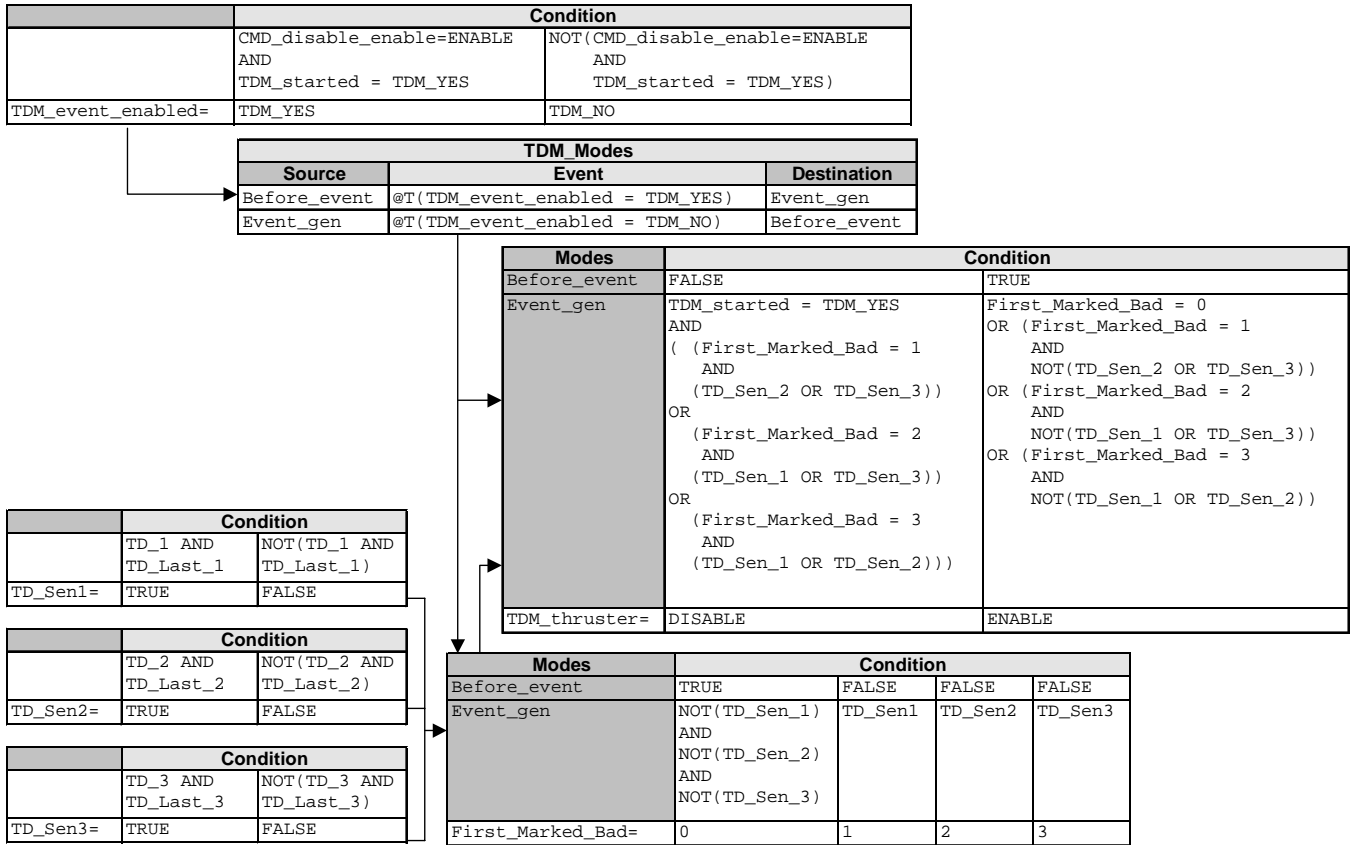 Condition
CMD_disable_enable=ENABLE NOT(CMD_disable_enable=ENABLE
AND AND
TDM_started = TDM_YES TDM_started = TDM_YES)
TDM_event_enabled= TDM_YES TDM_NO
TDM_Modes
Source Event Destination
Before_event @T(TDM_event_enabled = TDM_YES) Event_gen
Event_gen @T(TDM_event_enabled = TDM_NO) Before_event
Modes Condition
Before_event FALSE TRUE
Event_gen TDM_started = TDM_YES First_Marked_Bad = 0
AND OR (First_Marked_Bad = 1
( (First_Marked_Bad = 1 AND
AND NOT(TD_Sen_2 OR TD_Sen_3))
(TD_Sen_2 OR TD_Sen_3)) OR (First_Marked_Bad = 2
OR AND
(First_Marked_Bad = 2 NOT(TD_Sen_1 OR TD_Sen_3))
AND OR (First_Marked_Bad = 3
(TD_Sen_1 OR TD_Sen_3)) AND
OR NOT(TD_Sen_1 OR TD_Sen_2))
(First_Marked_Bad = 3
AND
(TD_Sen_1 OR TD_Sen_2)))
TDM_thruster= DISABLE ENABLE
Condition
TD_1 AND NOT(TD_1 AND
TD_Last_1 TD_Last_1)
TD_Sen1= TRUE FALSE
Condition
TD_2 AND NOT(TD_2 AND
TD_Last_2 TD_Last_2)
TD_Sen2= TRUE FALSE
Condition
TD_3 AND NOT(TD_3 AND
TD_Last_3 TD_Last_3)
TD_Sen3= TRUE FALSE
Modes Condition
Before_event TRUE FALSE FALSE FALSE
Event_gen NOT(TD_Sen_1) TD_Sen1 TD_Sen2 TD_Sen3
AND
NOT(TD_Sen_2)
AND
NOT(TD_Sen_3)
First_Marked_Bad= 0 1 2 3